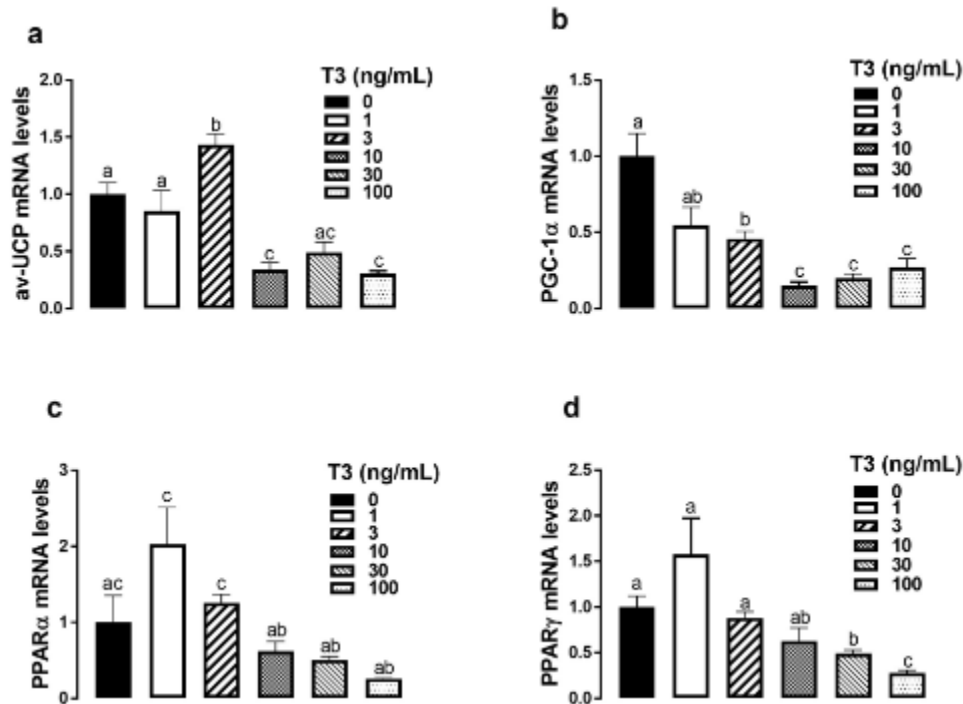 a
av-UCP mRNA levels
2.0
1.5
1.0
0.5
0.0
a
a
b
c
ac
c
T3 (ng/mL)
0
1
3
10
30
100
b
PGC-1α mRNA levels
1.5
1.0
0.5
0.0
a
ab
b
c
c
c
T3 (ng/mL)
0
1
3
10
30
100
c
PPARα mRNA levels
3
2
1
0
ac
c
c
ab
ab
ab
T3 (ng/mL)
0
1
3
10
30
100
d
PPARγ mRNA levels
2.5
2.0
1.5
1.0
0.5
0.0
a
a
a
ab
b
c
T3 (ng/mL)
0
1
3
10
30
100